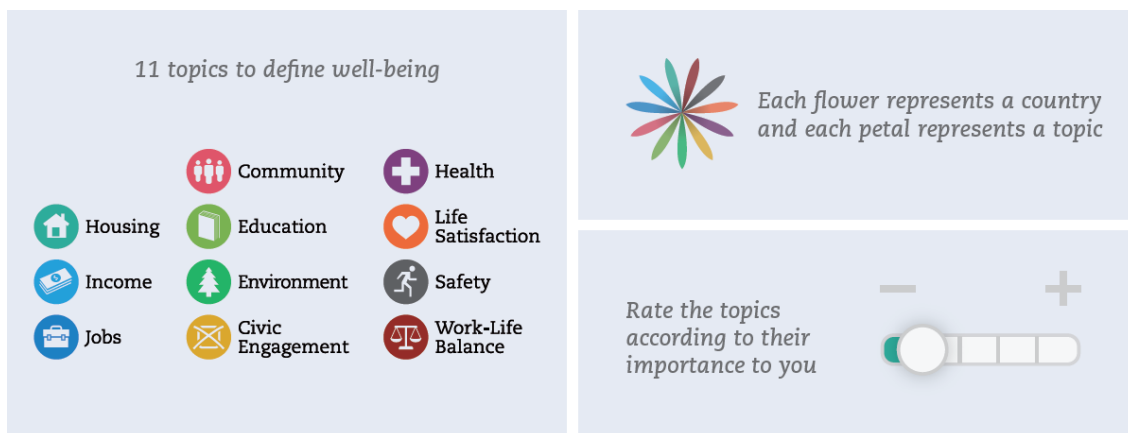 11 topics to define well-being
Housing
Income
Jobs
Community
Education
Environment
Civic
Engagement
Health
Life
Satisfaction
Safety
Work-Life
Balance
Each flower represents a country
and each petal represents a topic
Rate the topics
according to their
importance to you